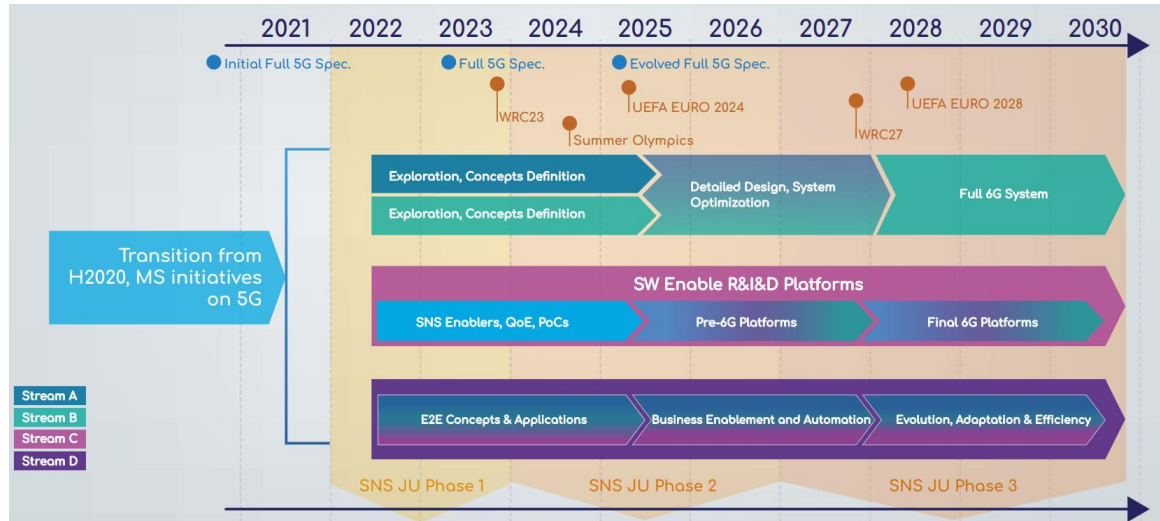 2021 2022 2023 2024 2025 2026 2027 2028 2029 2030
Initial Full 5G Spec.
Full 5G Spec.
Evolved Full 5G Spec.
WRC23
Summer Olympics
UEFA EURO 2024
WRC27
UEFA EURO 2028
Exploration, Concepts Definition
Exploration, Concepts Definition
Detailed Design, System
Optimization
Full 6G System
Transition from
H2020, MS initiatives
on 5G
SW Enable R&I&D Platforms
SNS Enablers, QoE, PoCs
Pre-6G Platforms
Final 6G Platforms
Stream A
Stream B
Stream C
Stream D
E2E Concepts & Applications
Business Enablement and Automation
Evolution, Adaptation & Efficiency
SNS JU Phase 1
SNS JU Phase 2
SNS JU Phase 3